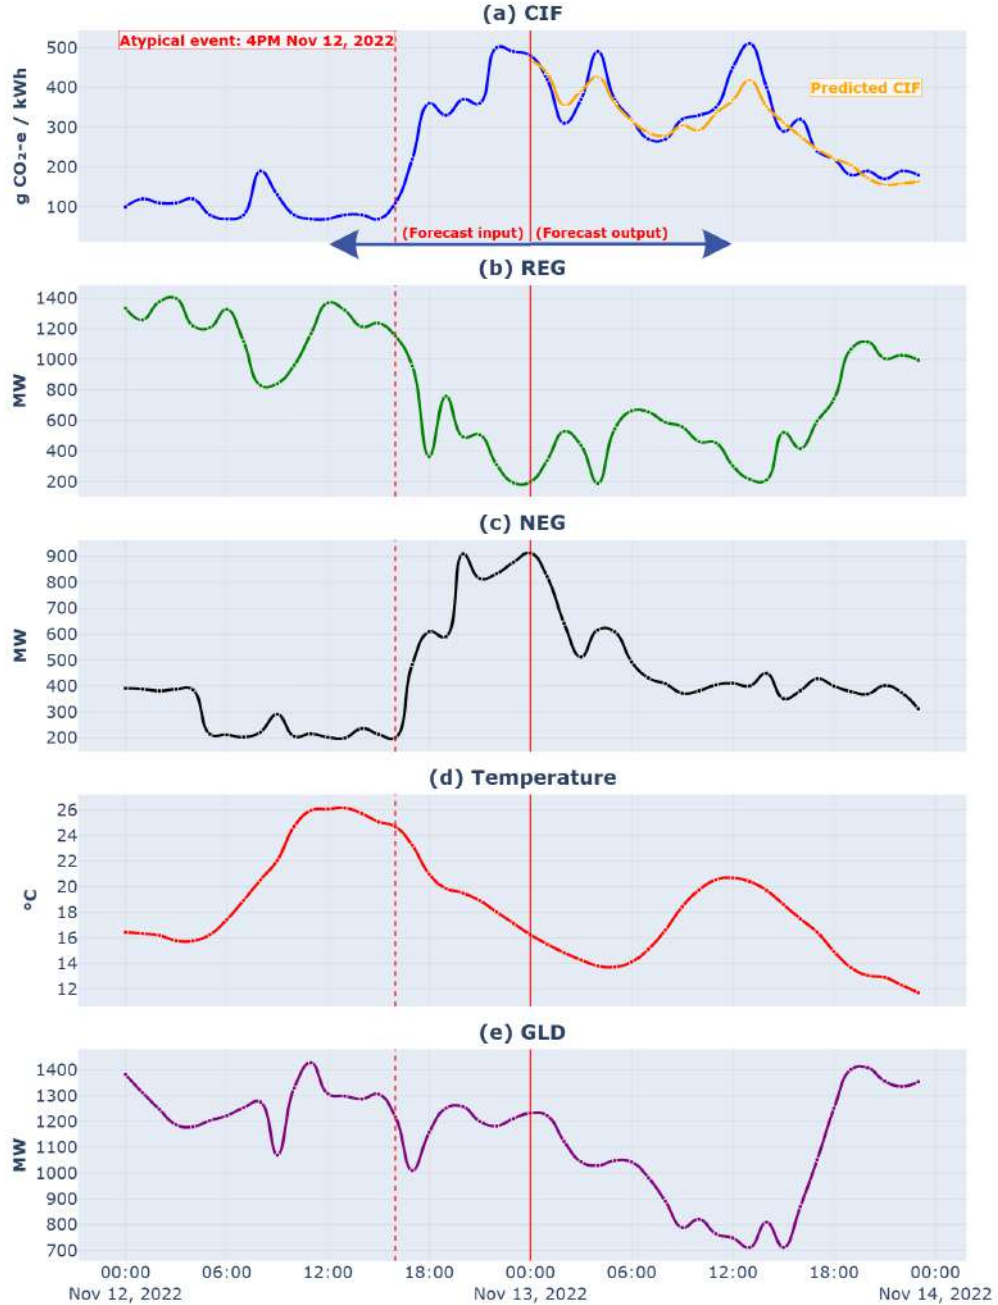 (a) CIF
Atypical event: 4PM Nov 12, 2022
500
400
300
200
100
g CO₂-e / kWh
Predicted CIF
(Forecast input) (Forecast output)
(b) REG
1400
1200
1000
800
600
400
200
MW
(c) NEG
900
800
700
600
500
400
300
200
MW
(d) Temperature
26
24
22
20
18
16
14
12
°C
(e) GLD
1400
1300
1200
1100
1000
900
800
700
MW
00:00 06:00 12:00 18:00 00:00 06:00 12:00 18:00 00:00
Nov 12, 2022 Nov 13, 2022 Nov 14, 2022